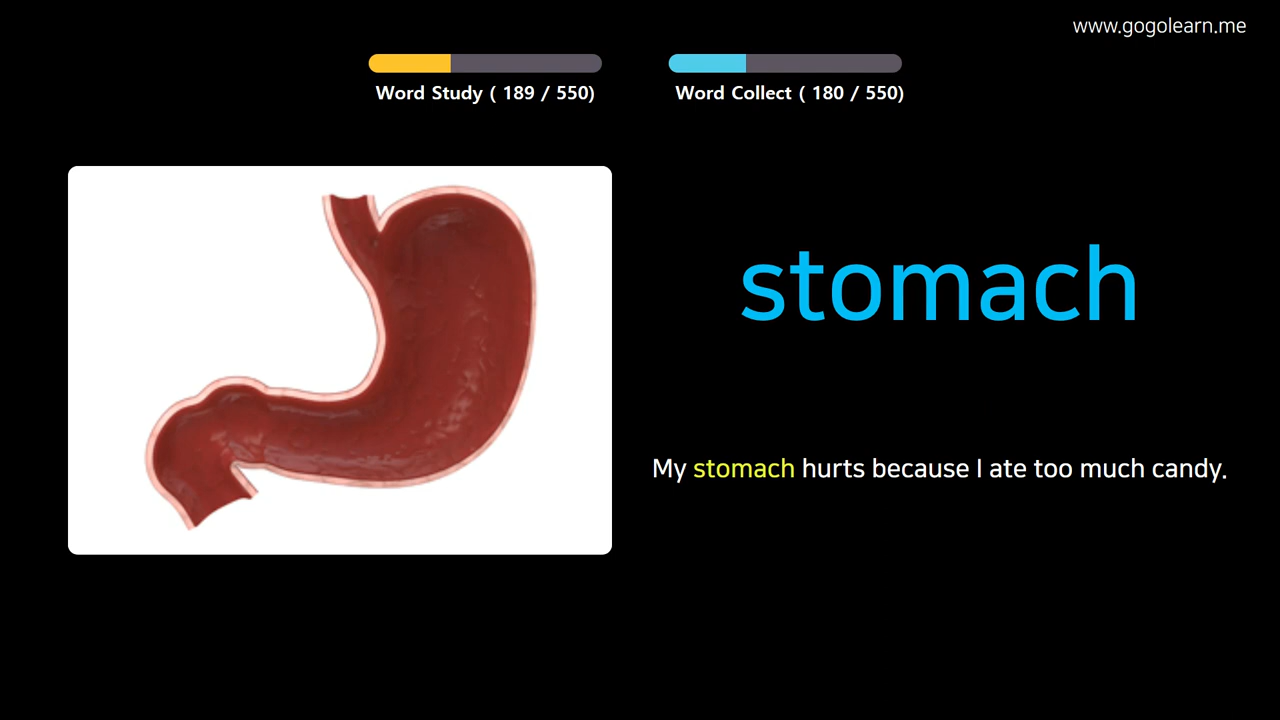 www.gogolearn.me
Word Study ( 189 / 550)
Word Collect ( 180 / 550)
stomach
My stomach hurts because I ate too much candy.